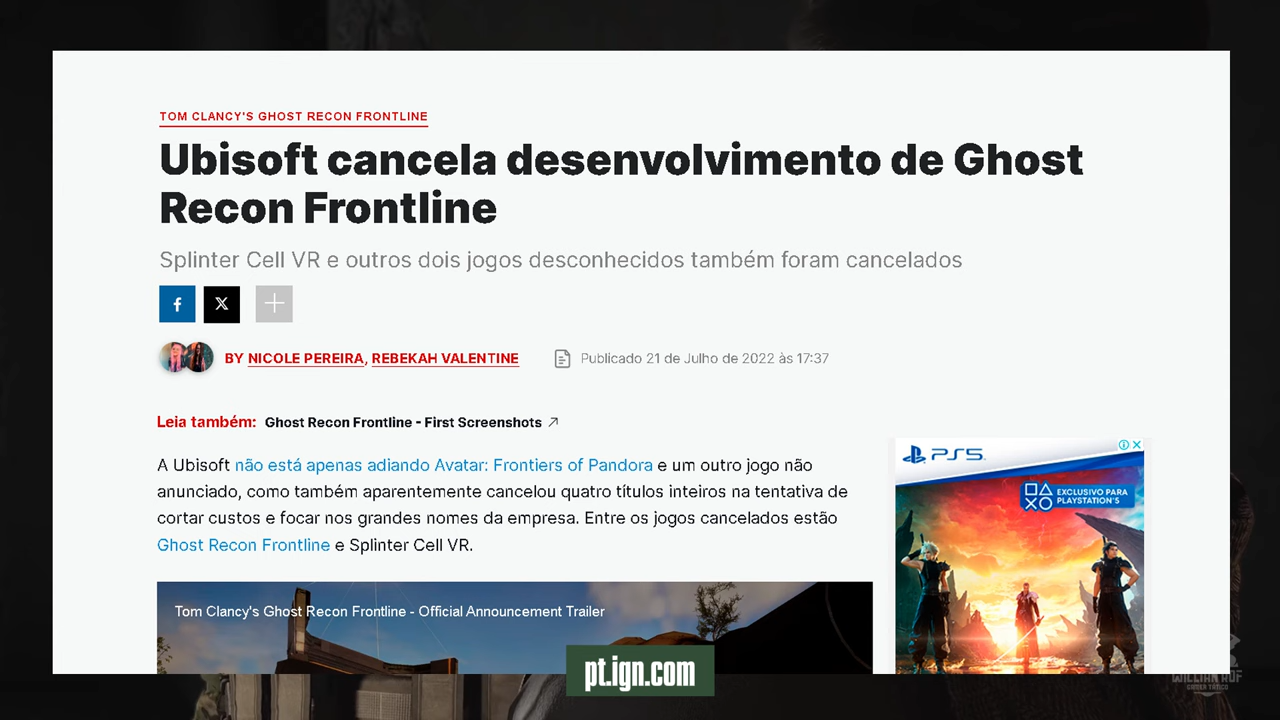 TOM CLANCY'S GHOST RECON FRONTLINE
Ubisoft cancela desenvolvimento de Ghost
Recon Frontline
Splinter Cell VR e outros dois jogos desconhecidos também foram cancelados
BY NICOLE PEREIRA, REBEKAH VALENTINE
Publicado 21 de Julho de 2022 às 17:37
Leia também: Ghost Recon Frontline - First Screenshots
A Ubisoft não está apenas adiando Avatar: Frontiers of Pandora e um outro jogo não
anunciado, como também aparentemente cancelou quatro títulos inteiros na tentativa de
cortar custos e focar nos grandes nomes da empresa. Entre os jogos cancelados estão
Ghost Recon Frontline e Splinter Cell VR.
PS5
EXCLUSIVO PARA
PLAYSTATION®5
Tom Clancy's Ghost Recon Frontline - Official Announcement Trailer
pt.ign.com
WILLIAN RUF
GAMER TÁTICO